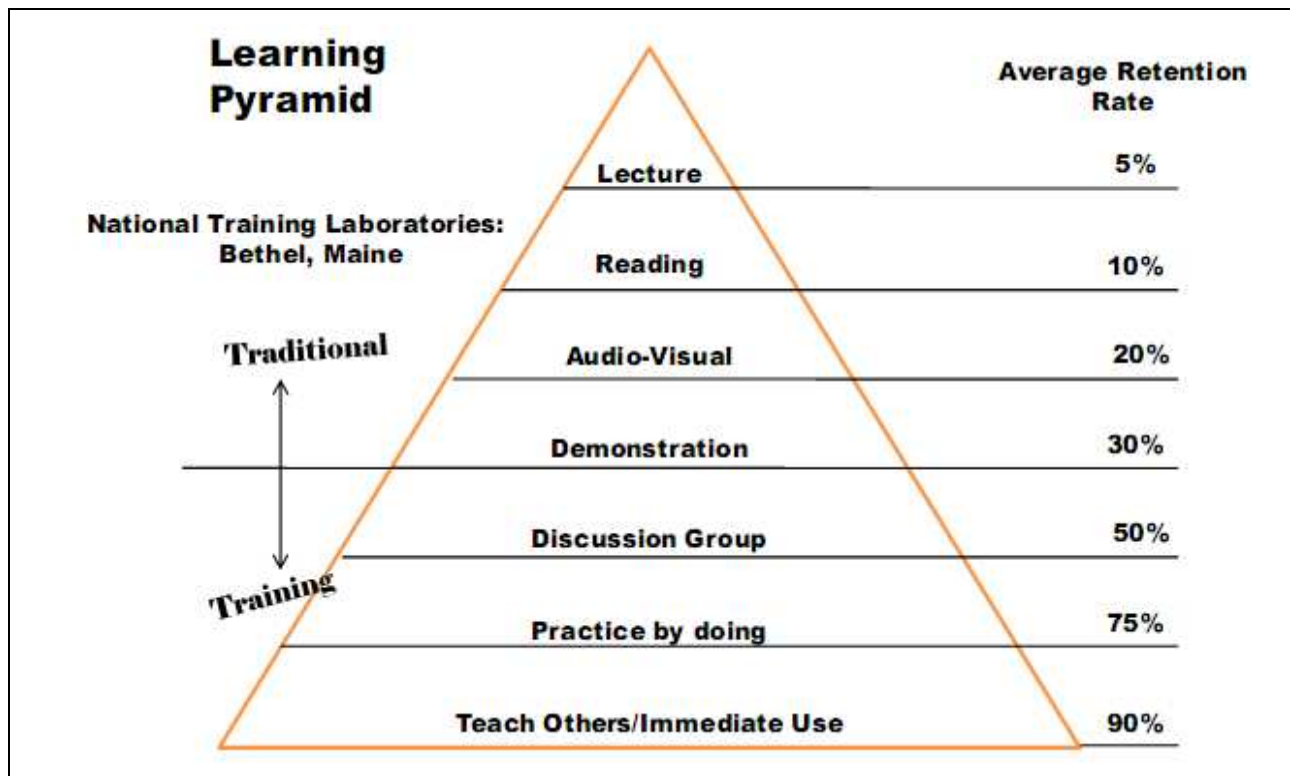 Learning
Pyramid
Average Retention
Rate
Lecture
5%
National Training Laboratories:
Bethel, Maine
Reading
10%
Traditional
Audio-Visual
20%
Demonstration
30%
Discussion Group
50%
Training
Practice by doing
75%
Teach Others/Immediate Use
90%